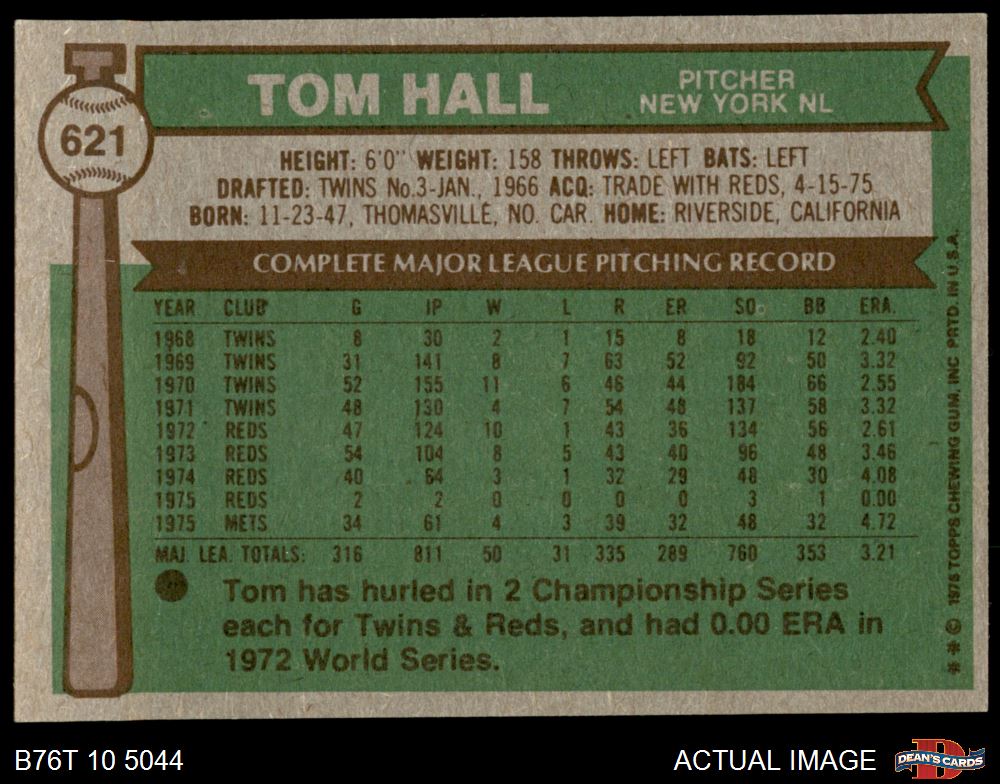 TOM HALL
PITCHER
NEW YORK NL
621
HEIGHT: 6'0" WEIGHT: 158 THROWS: LEFT BATS: LEFT
DRAFTED: TWINS No.3-JAN., 1966 ACQ: TRADE WITH REDS, 4-15-75
BORN: 11-23-47, THOMASVILLE, NO. CAR. HOME: RIVERSIDE, CALIFORNIA
COMPLETE MAJOR LEAGUE PITCHING RECORD
YEAR CLUB G IP W L R ER SO BB ERA.
1968 TWINS 8 30 2 1 15 8 18 12 2.40
1969 TWINS 31 141 8 7 63 52 92 50 3.32
1970 TWINS 52 155 11 6 46 44 184 66 2.55
1971 TWINS 48 130 4 7 54 48 137 58 3.32
1972 REDS 47 124 10 1 43 36 134 56 2.61
1973 REDS 54 104 8 5 43 40 96 48 3.46
1974 REDS 40 64 3 1 32 29 48 30 4.08
1975 REDS 2 2 0 0 0 0 3 1 0.00
1975 METS 34 61 4 3 39 32 48 32 4.72
MAJ. LEA. TOTALS: 316 811 50 31 335 289 760 353 3.21
Tom has hurled in 2 Championship Series
each for Twins & Reds, and had 0.00 ERA in
1972 World Series.
* * © 1976 TOPPS CHEWING GUM, INC PRTD. IN U.S.A.
B76T 10 5044
ACTUAL IMAGE
DEAN'S CARDS